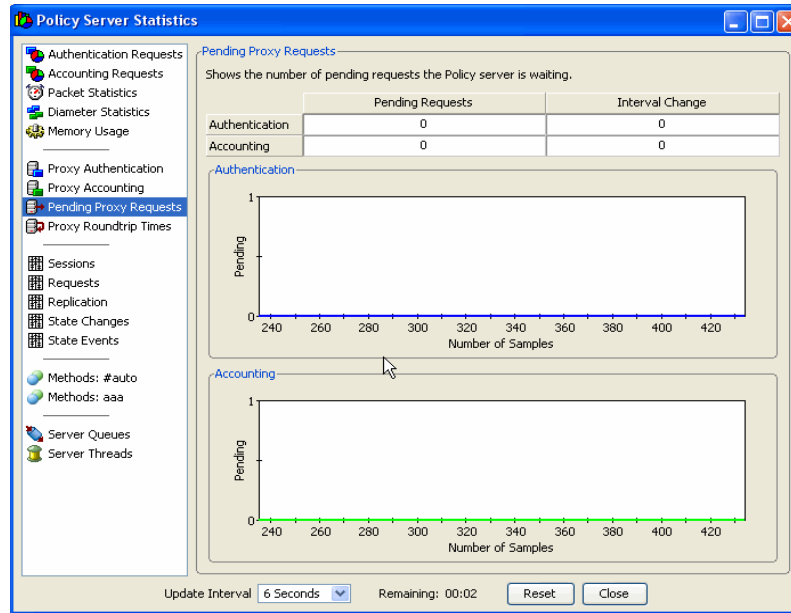 Policy Server Statistics
Authentication Requests
Accounting Requests
Packet Statistics
Diameter Statistics
Memory Usage
Proxy Authentication
Proxy Accounting
Pending Proxy Requests
Proxy Roundtrip Times
Sessions
Requests
Replication
State Changes
State Events
Methods: #auto
Methods: aaa
Server Queues
Server Threads
Pending Proxy Requests
Shows the number of pending requests the Policy server is waiting.
Pending Requests Interval Change
Authentication 0 0
Accounting 0 0
Authentication
1
Pending
0
240 260 280 300 320 340 360 380 400 420
Number of Samples
Accounting
1
Pending
0
240 260 280 300 320 340 360 380 400 420
Number of Samples
Update Interval 6 Seconds Remaining: 00:02 Reset Close